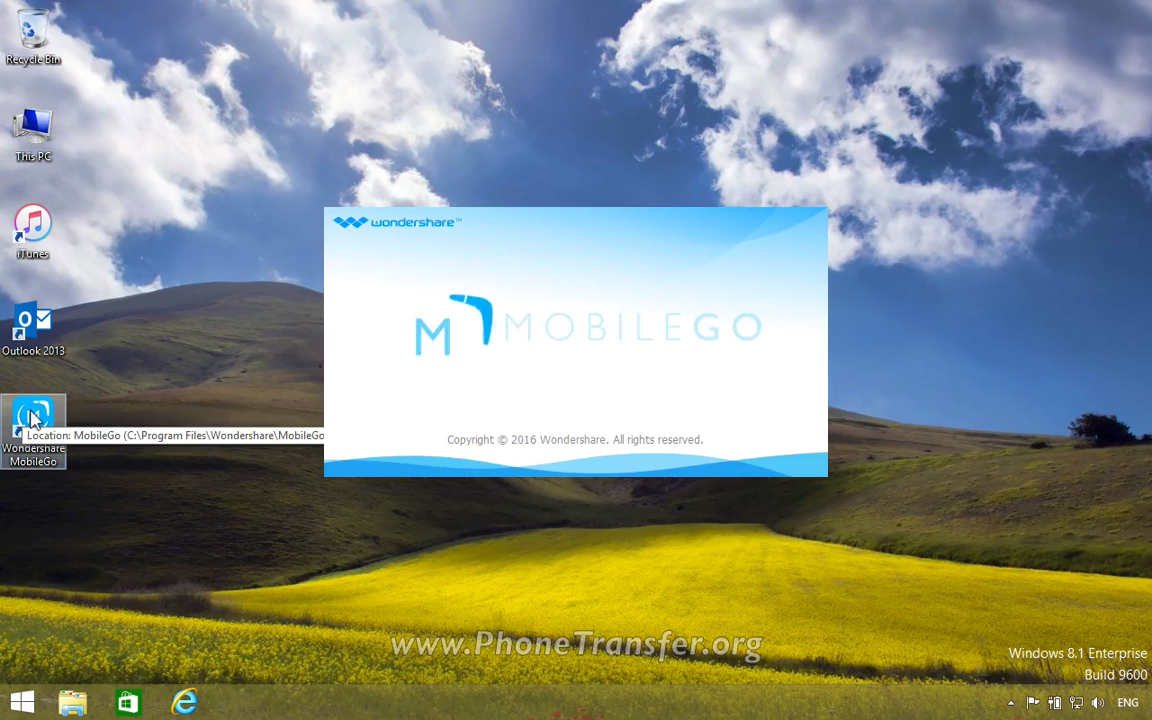 Recycle Bin
This PC
iTunes
Outlook 2013
Wondershare
MobileGo
Location: MobileGo (C:\Program Files\Wondershare\MobileGo
wondershare™
M MOBILEGO
Copyright © 2016 Wondershare. All rights reserved.
www.PhoneTransfer.org
Windows 8.1 Enterprise
Build 9600
ENG